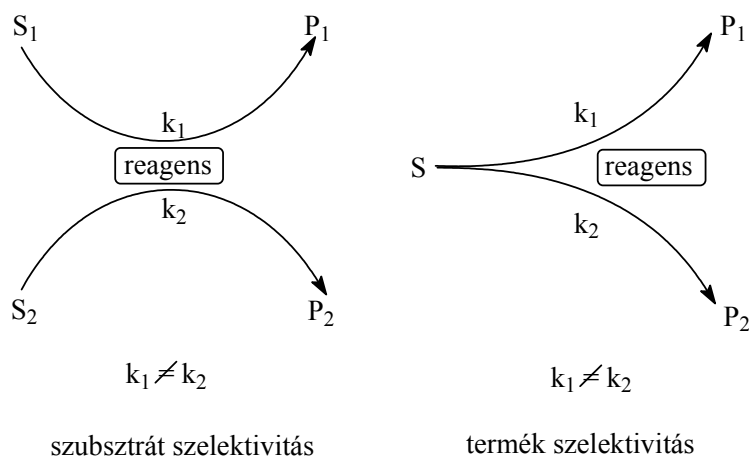 S₁ P₁
k₁
reagens
k₂
S₂ P₂
k₁ ≠ k₂
szubsztrát szelektivitás
P₁
k₁
S reagens
k₂
P₂
k₁ ≠ k₂
termék szelektivitás